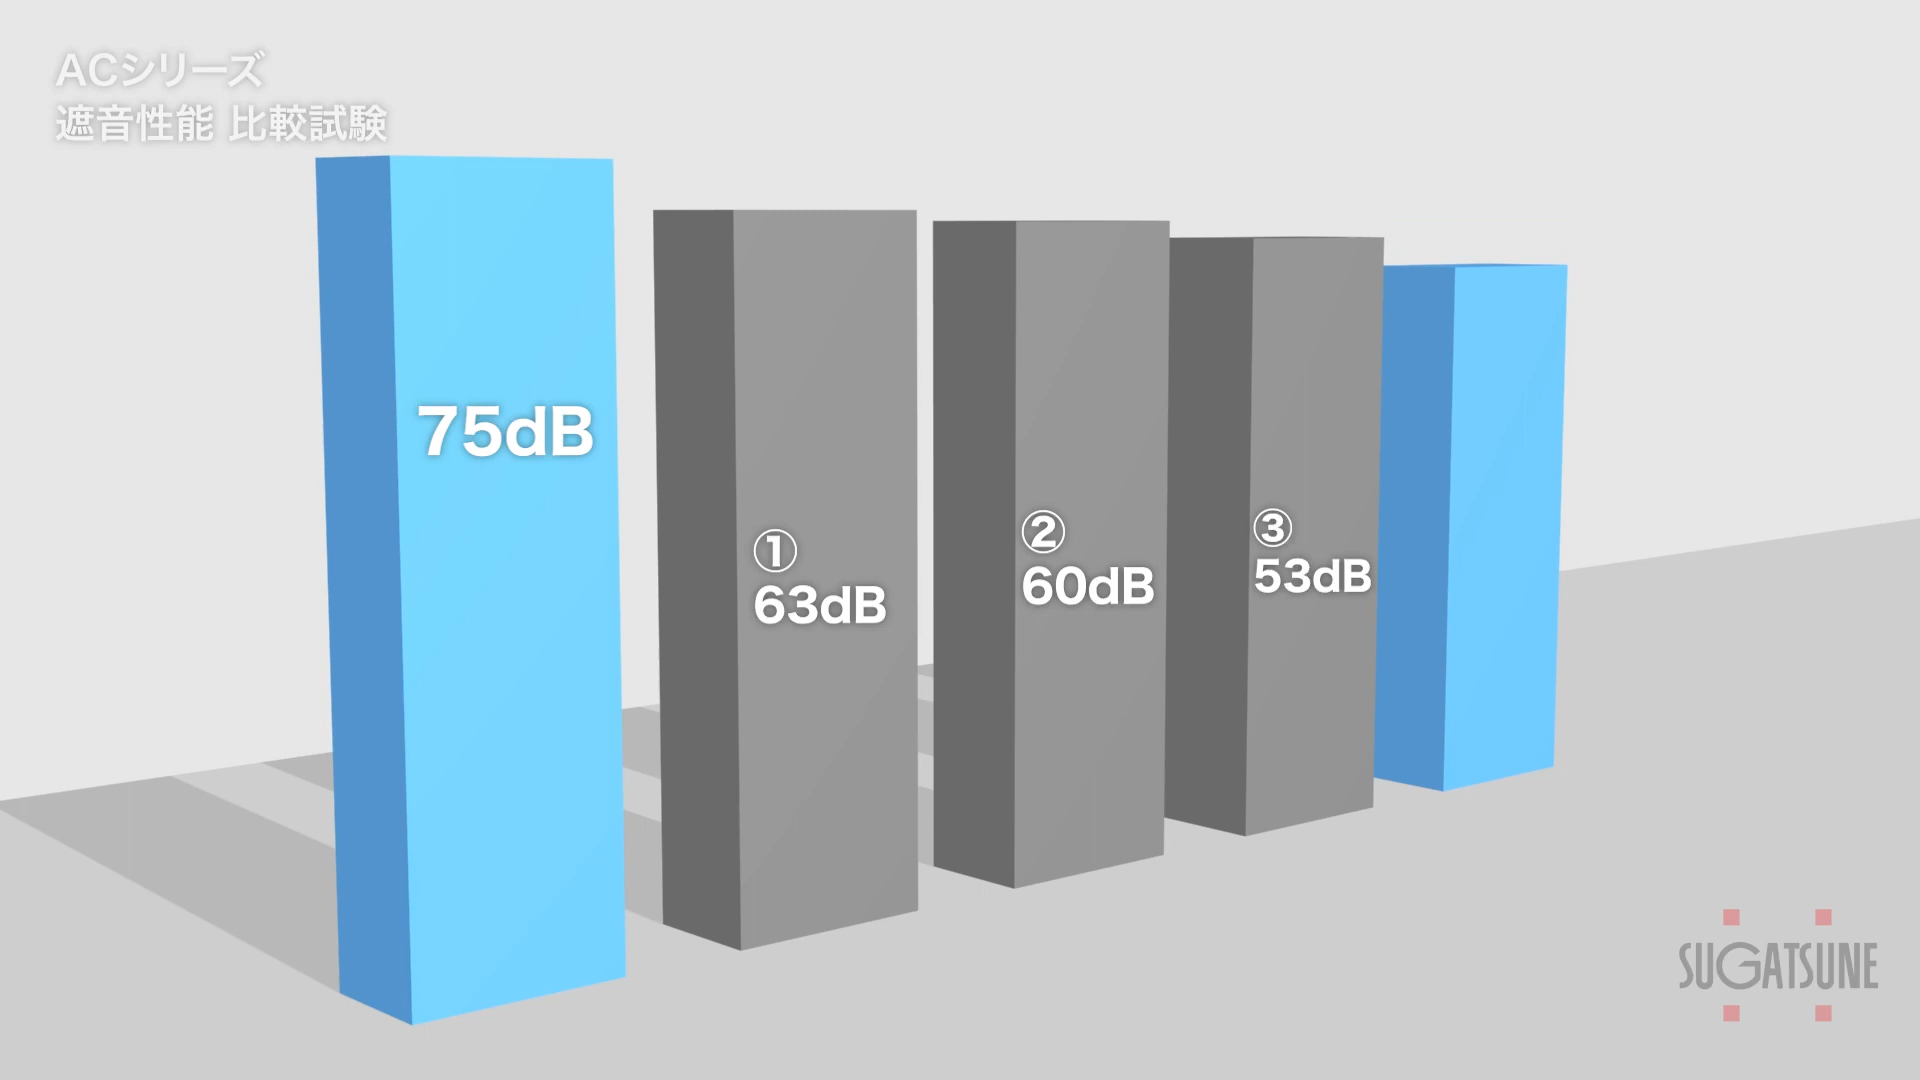 ACシリーズ
遮音性能 比較試験
75dB
①
63dB
②
60dB
③
53dB
SUGATSUNE